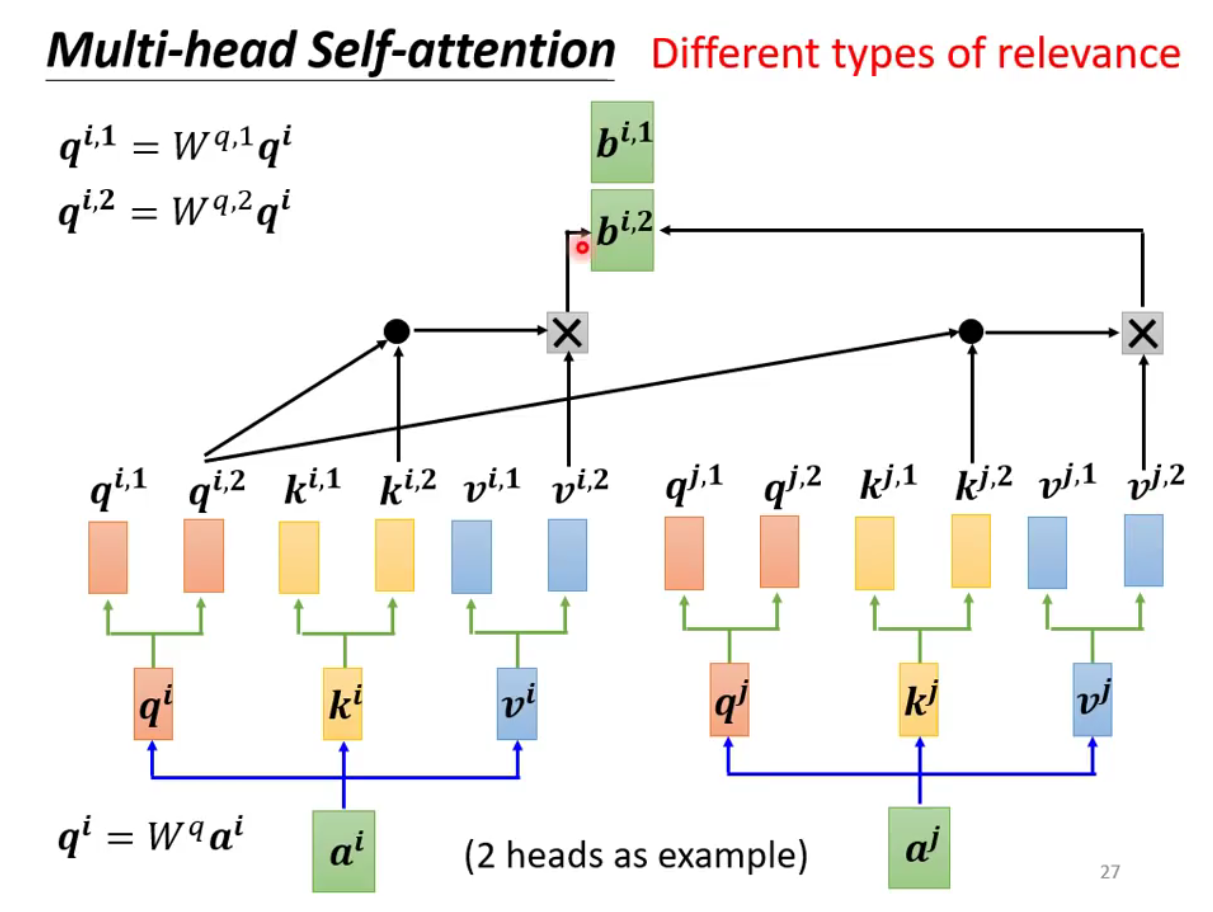 Multi-head Self-attention Different types of relevance
q^{i,1} = W^{q,1}q^i
q^{i,2} = W^{q,2}q^i
b^{i,1}
b^{i,2}
q^{i,1} q^{i,2} k^{i,1} k^{i,2} v^{i,1} v^{i,2} q^{j,1} q^{j,2} k^{j,1} k^{j,2} v^{j,1} v^{j,2}
q^i k^i v^i q^j k^j v^j
q^i = W^q a^i
a^i
(2 heads as example)
a^j
27